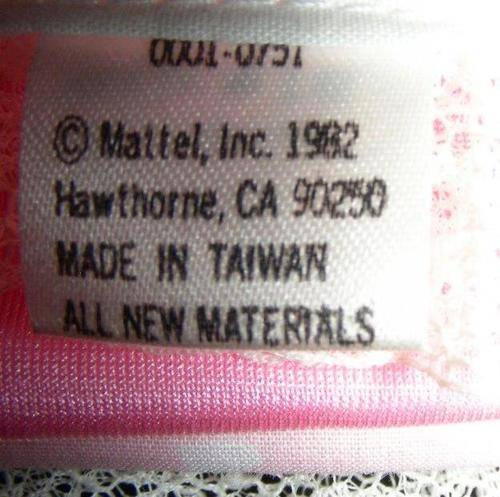 0001-0751
© Mattel, Inc. 1982
Hawthorne, CA 90250
MADE IN TAIWAN
ALL NEW MATERIALS